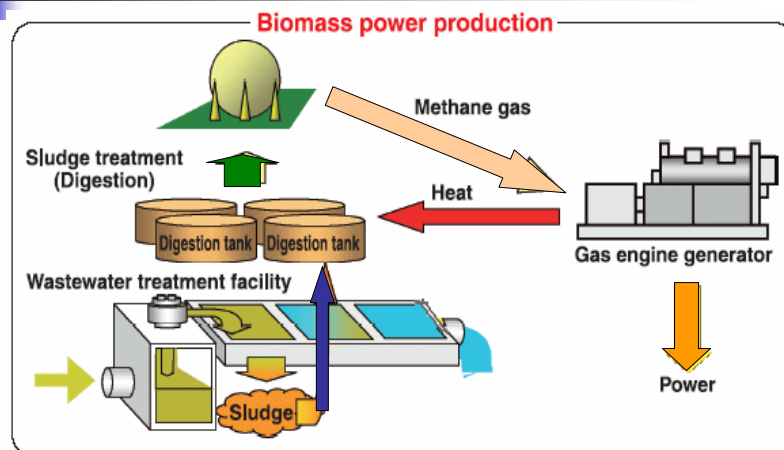 Biomass power production
Methane gas
Sludge treatment
(Digestion)
Heat
Digestion tank
Digestion tank
Gas engine generator
Wastewater treatment facility
Power
Sludge